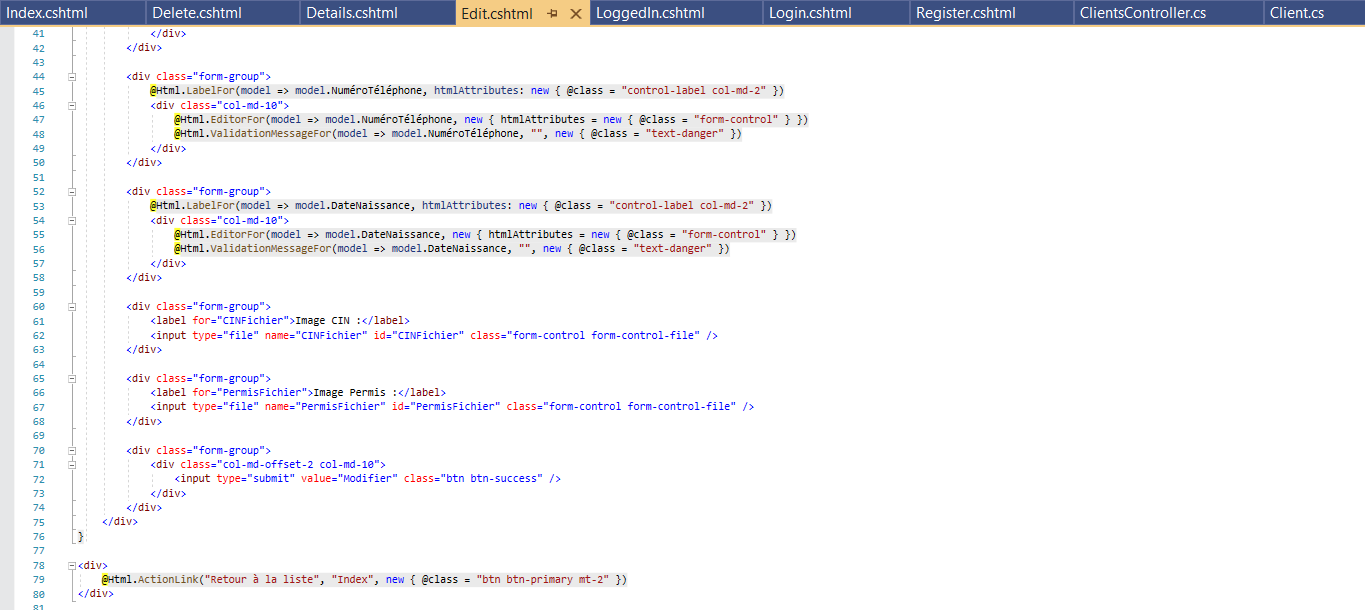 Index.cshtml Delete.cshtml Details.cshtml Edit.cshtml LoggedIn.cshtml Login.cshtml Register.cshtml ClientsController.cs Client.cs
41 </div>
42 </div>
43
44 <div class="form-group">
45 @Html.LabelFor(model => model.NuméroTéléphone, htmlAttributes: new { @class = "control-label col-md-2" })
46 <div class="col-md-10">
47 @Html.EditorFor(model => model.NuméroTéléphone, new { htmlAttributes = new { @class = "form-control" } })
48 @Html.ValidationMessageFor(model => model.NuméroTéléphone, "", new { @class = "text-danger" })
49 </div>
50 </div>
51
52 <div class="form-group">
53 @Html.LabelFor(model => model.DateNaissance, htmlAttributes: new { @class = "control-label col-md-2" })
54 <div class="col-md-10">
55 @Html.EditorFor(model => model.DateNaissance, new { htmlAttributes = new { @class = "form-control" } })
56 @Html.ValidationMessageFor(model => model.DateNaissance, "", new { @class = "text-danger" })
57 </div>
58 </div>
59
60 <div class="form-group">
61 <label for="CINFichier">Image CIN :</label>
62 <input type="file" name="CINFichier" id="CINFichier" class="form-control form-control-file" />
63 </div>
64
65 <div class="form-group">
66 <label for="PermisFichier">Image Permis :</label>
67 <input type="file" name="PermisFichier" id="PermisFichier" class="form-control form-control-file" />
68 </div>
69
70 <div class="form-group">
71 <div class="col-md-offset-2 col-md-10">
72 <input type="submit" value="Modifier" class="btn btn-success" />
73 </div>
74 </div>
75 </div>
76 }
77
78 <div>
79 @Html.ActionLink("Retour à la liste", "Index", new { @class = "btn btn-primary mt-2" })
80 </div>
81